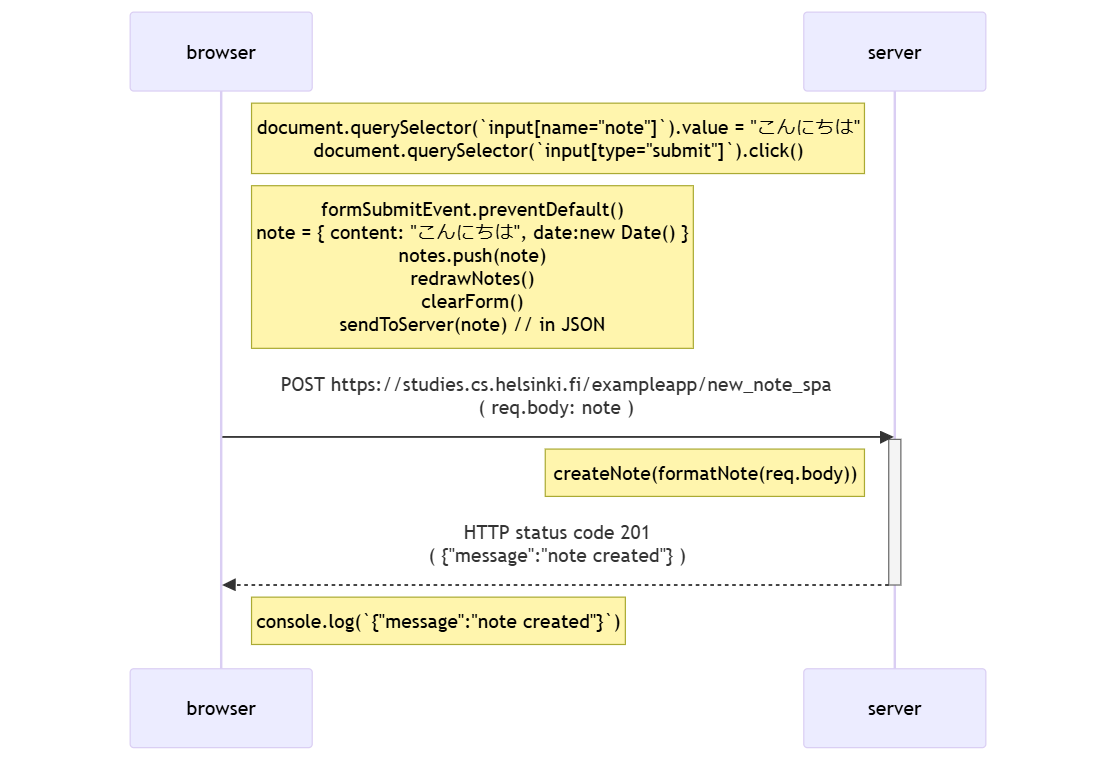 browser
server
document.querySelector(`input[name="note"]`).value = "こんにちは"
document.querySelector(`input[type="submit"]`).click()
formSubmitEvent.preventDefault()
note = { content: "こんにちは", date:new Date() }
notes.push(note)
redrawNotes()
clearForm()
sendToServer(note) // in JSON
POST https://studies.cs.helsinki.fi/exampleapp/new_note_spa
( req.body: note )
createNote(formatNote(req.body))
HTTP status code 201
( {"message":"note created"} )
console.log(`{"message":"note created"}`)
browser
server